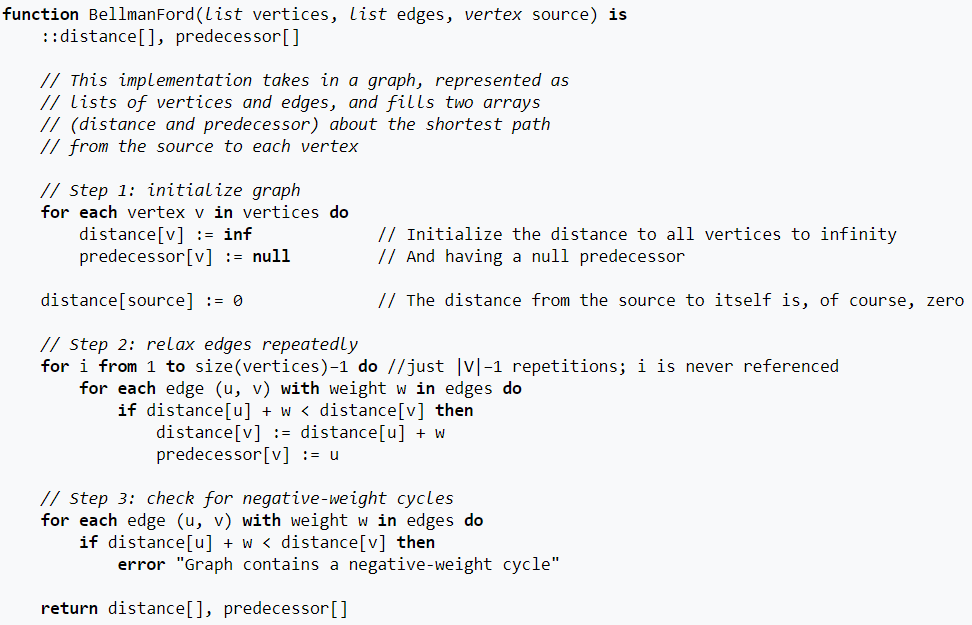 function BellmanFord(list vertices, list edges, vertex source) is
::distance[], predecessor[]
// This implementation takes in a graph, represented as
// lists of vertices and edges, and fills two arrays
// (distance and predecessor) about the shortest path
// from the source to each vertex
// Step 1: initialize graph
for each vertex v in vertices do
distance[v] := inf // Initialize the distance to all vertices to infinity
predecessor[v] := null // And having a null predecessor
distance[source] := 0 // The distance from the source to itself is, of course, zero
// Step 2: relax edges repeatedly
for i from 1 to size(vertices)−1 do //just |V|−1 repetitions; i is never referenced
for each edge (u, v) with weight w in edges do
if distance[u] + w < distance[v] then
distance[v] := distance[u] + w
predecessor[v] := u
// Step 3: check for negative-weight cycles
for each edge (u, v) with weight w in edges do
if distance[u] + w < distance[v] then
error "Graph contains a negative-weight cycle"
return distance[], predecessor[]